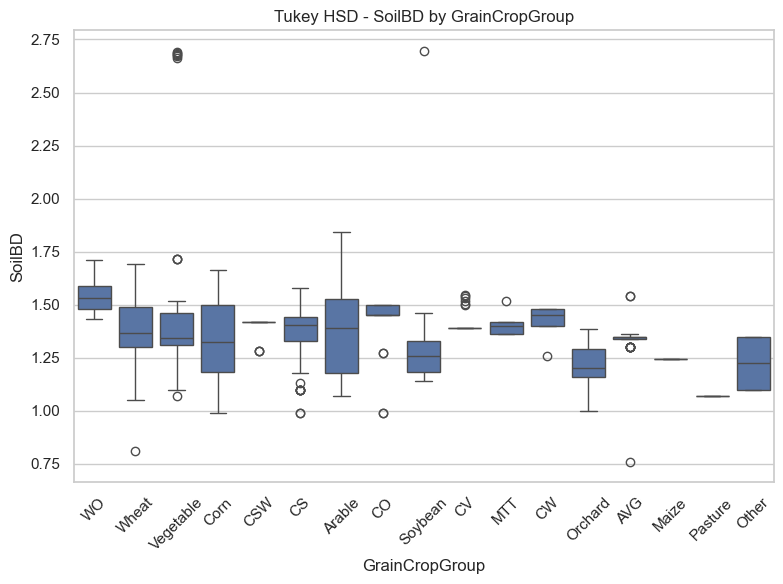 Tukey HSD - SoilBD by GrainCropGroup
2.75
2.50
2.25
2.00
1.75
1.50
1.25
1.00
0.75
SoilBD
WO
Wheat
Vegetable
Corn
CSW
CS
Arable
CO
Soybean
CV
MTT
CW
Orchard
AVG
Maize
Pasture
Other
GrainCropGroup